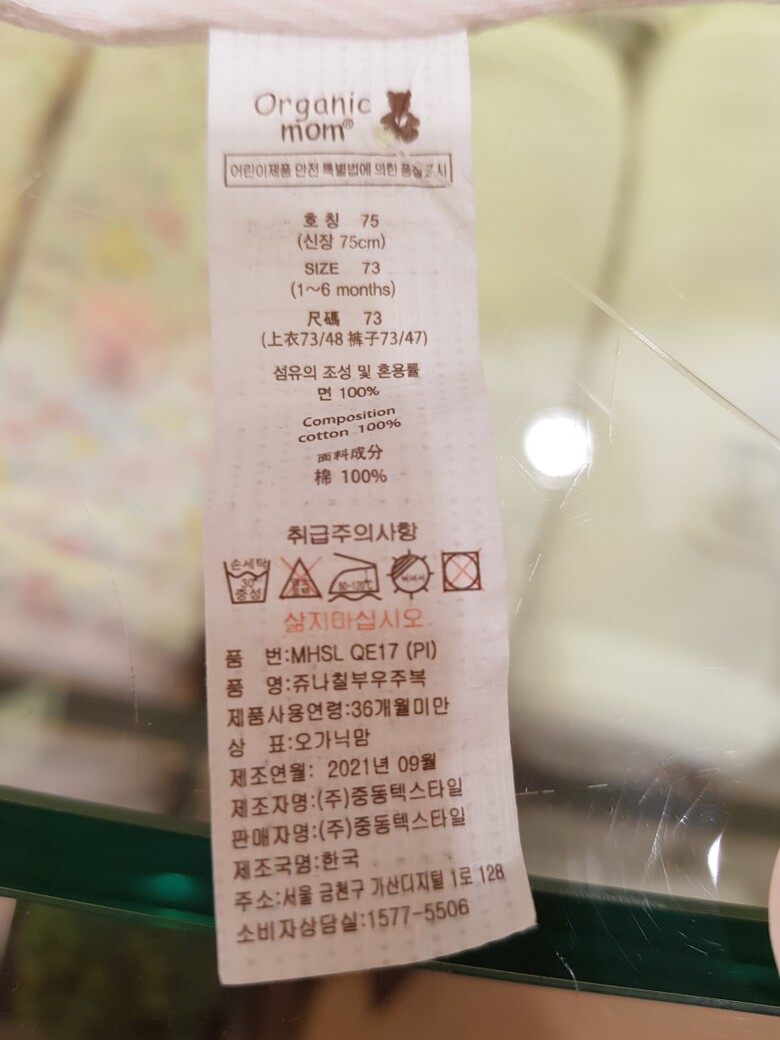 Organic
mom®
어린이제품 안전 특별법에 의한 품질표시
호 칭 75
(신장 75cm)
SIZE 73
(1~6 months)
尺碼 73
(上衣73/48 裤子73/47)
섬유의 조성 및 혼용률
면 100%
Composition
cotton 100%
面料成分
棉 100%
취급주의사항
손세탁
30°
중성
80-120℃
삶지마십시오.
품 번:MHSL QE17 (PI)
품 명:쥬나칠부우주복
제품사용연령:36개월미만
상 표:오가닉맘
제조연월: 2021년 09월
제조자명:(주)중동텍스타일
판매자명:(주)중동텍스타일
제조국명:한국
주소:서울 금천구 가산디지털 1로 128
소비자상담실:1577-5506